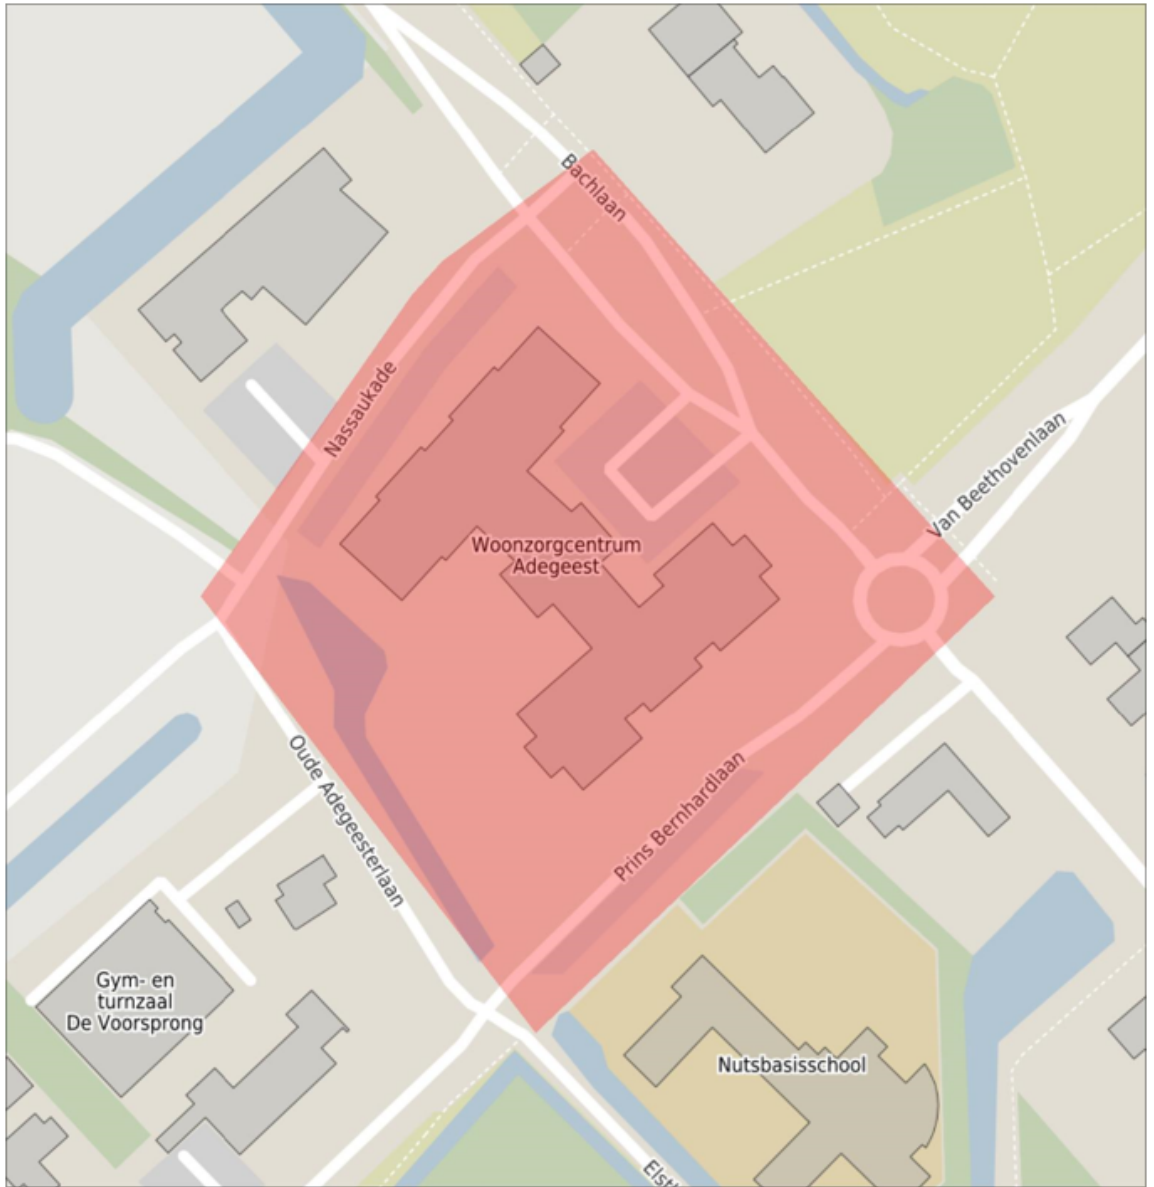 Bachlaan
Nassaukade
Van Beethovenlaan
Woonzorgcentrum
Adegeest
Oude Adegeesterlaan
Prins Bernhardlaan
Gym- en
turnzaal
De Voorsprong
Nutsbasisschool